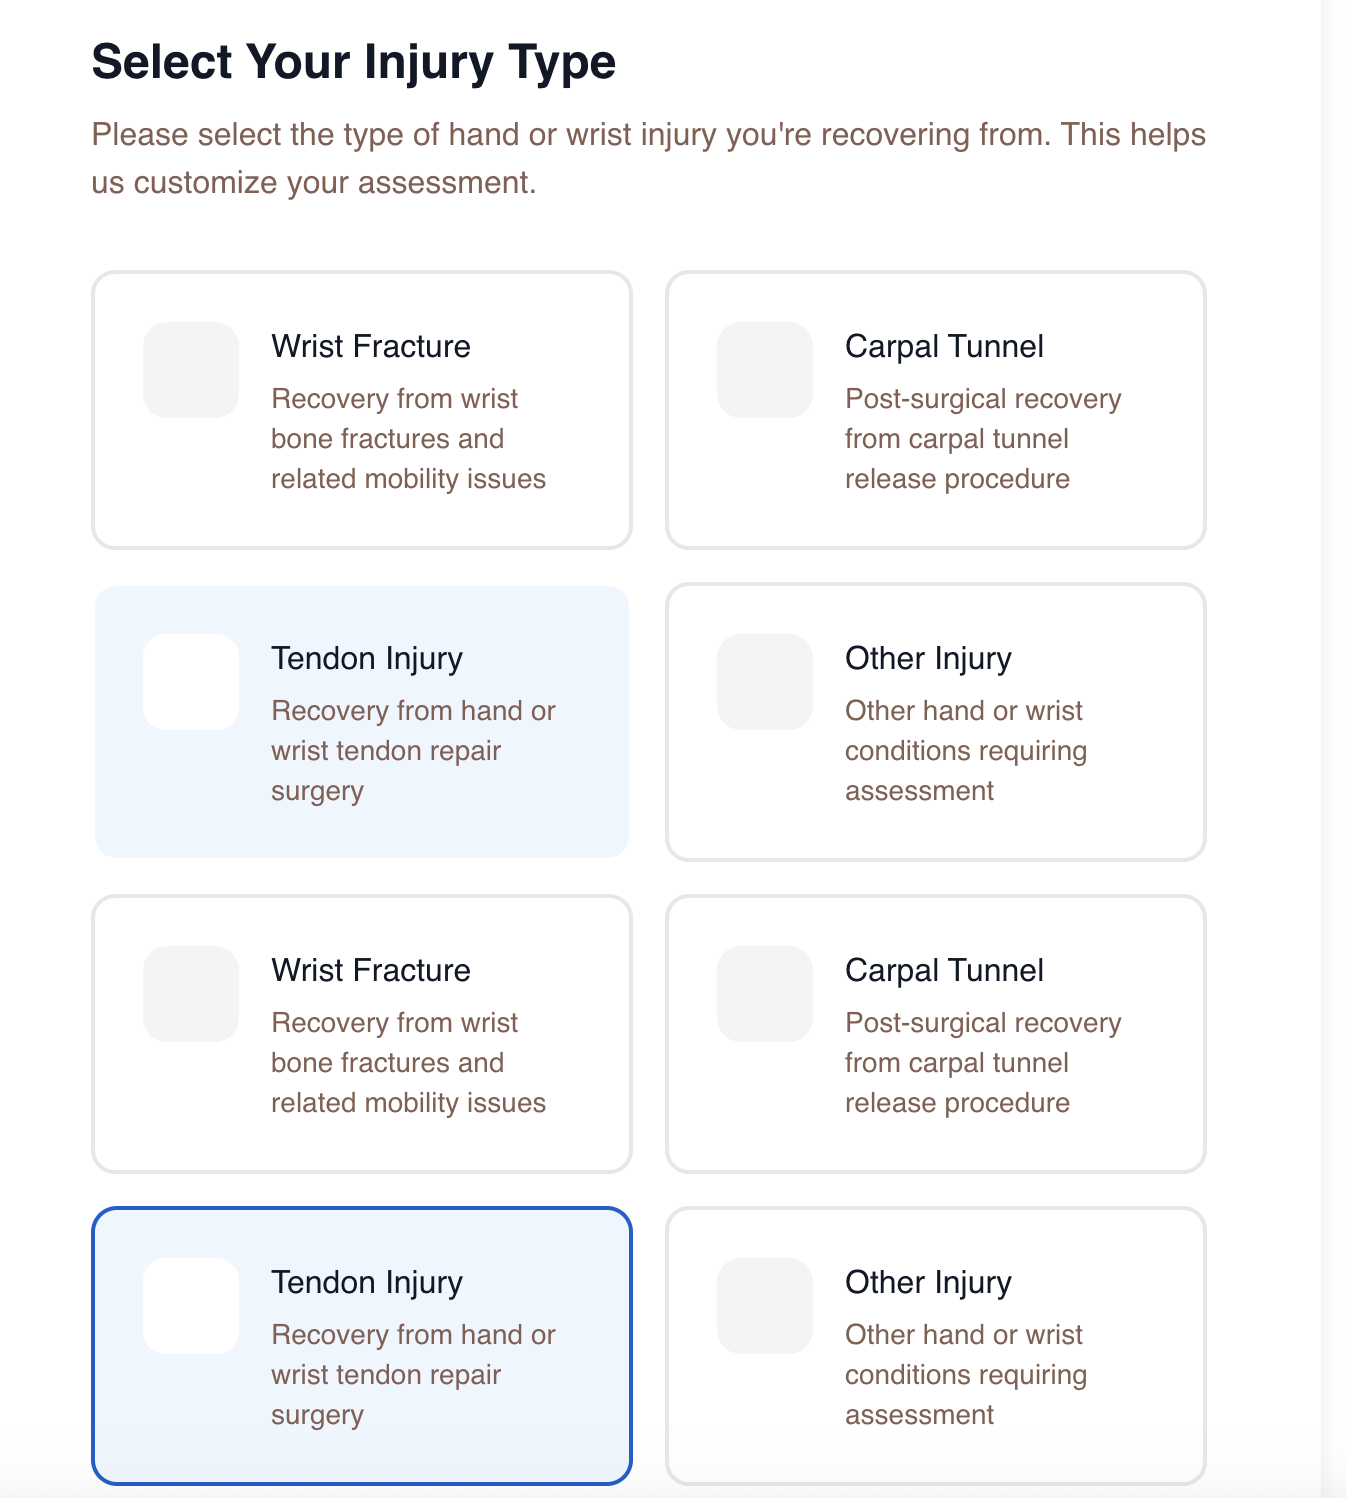 Select Your Injury Type
Please select the type of hand or wrist injury you're recovering from. This helps
us customize your assessment.
Wrist Fracture
Recovery from wrist
bone fractures and
related mobility issues
Carpal Tunnel
Post-surgical recovery
from carpal tunnel
release procedure
Tendon Injury
Recovery from hand or
wrist tendon repair
surgery
Other Injury
Other hand or wrist
conditions requiring
assessment
Wrist Fracture
Recovery from wrist
bone fractures and
related mobility issues
Carpal Tunnel
Post-surgical recovery
from carpal tunnel
release procedure
Tendon Injury
Recovery from hand or
wrist tendon repair
surgery
Other Injury
Other hand or wrist
conditions requiring
assessment